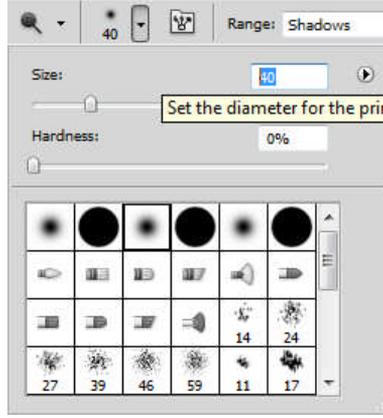 40
Range: Shadows
Size:
40
Set the diameter for the pri
Hardness:
0%
14 24
27 39 46 59 11 17